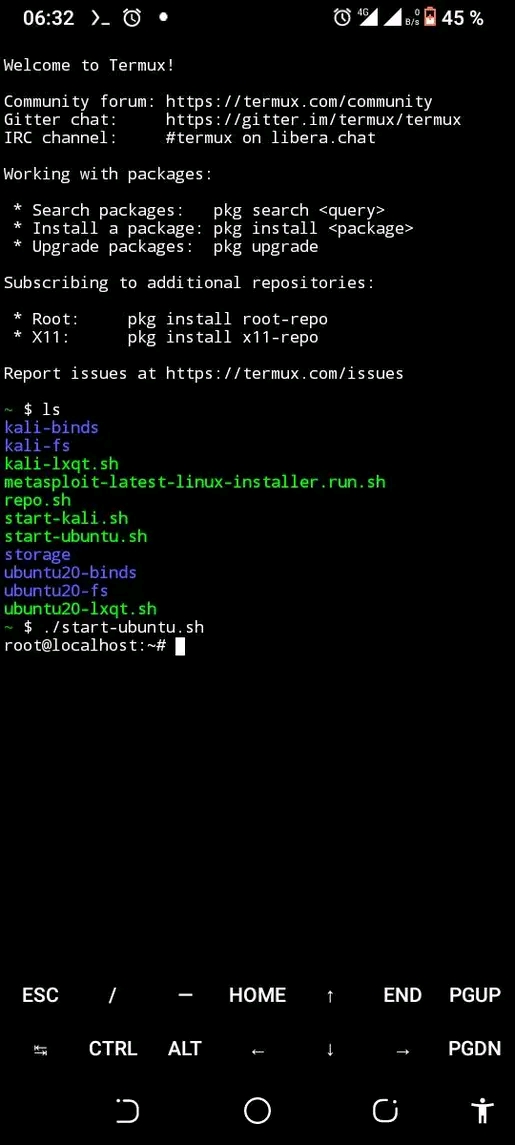 06:32 4G 0 B/s 45 %
Welcome to Termux!
Community forum: https://termux.com/community
Gitter chat:     https://gitter.im/termux/termux
IRC channel:     #termux on libera.chat
Working with packages:
 * Search packages:   pkg search <query>
 * Install a package: pkg install <package>
 * Upgrade packages:  pkg upgrade
Subscribing to additional repositories:
 * Root:     pkg install root-repo
 * X11:      pkg install x11-repo
Report issues at https://termux.com/issues
~ $ ls
kali-binds
kali-fs
kali-lxqt.sh
metasploit-latest-linux-installer.run.sh
repo.sh
start-kali.sh
start-ubuntu.sh
storage
ubuntu20-binds
ubuntu20-fs
ubuntu20-lxqt.sh
~ $ ./start-ubuntu.sh
root@localhost:~#
ESC / — HOME ↑ END PGUP
↹ CTRL ALT ← ↓ → PGDN